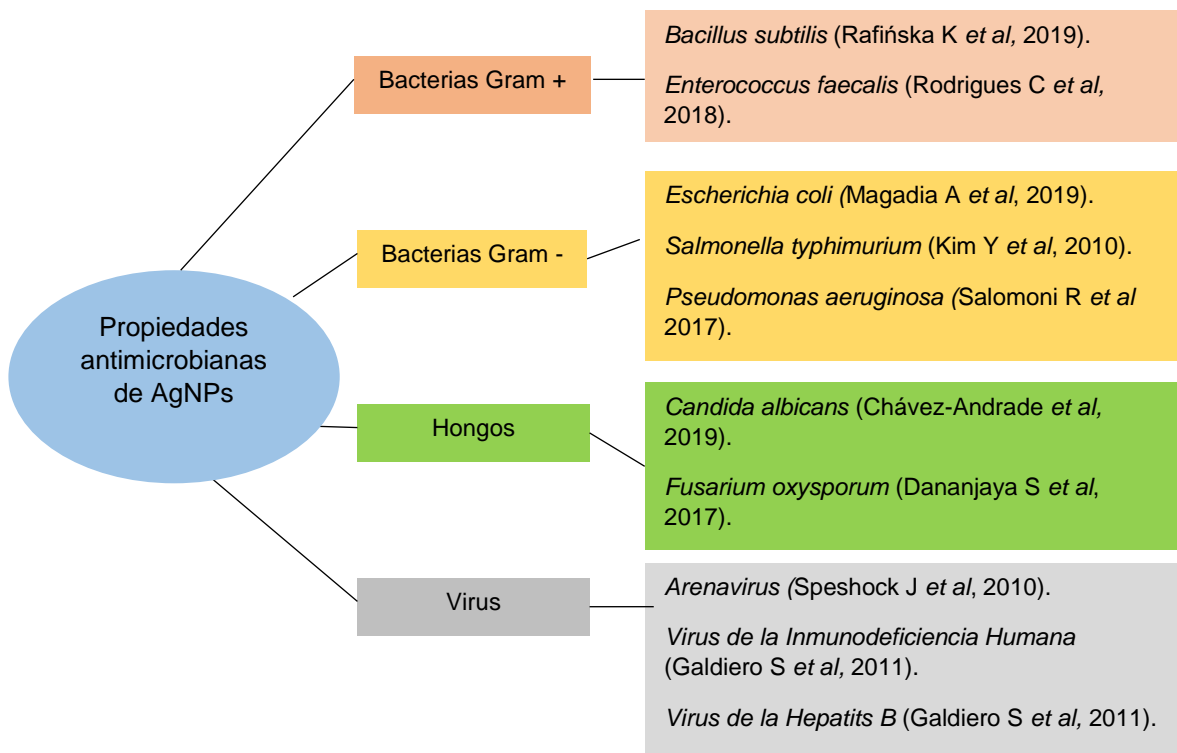 Propiedades
antimicrobianas
de AgNPs
Bacterias Gram +
Bacillus subtilis (Rafińska K et al, 2019).
Enterococcus faecalis (Rodrigues C et al,
2018).
Bacterias Gram -
Escherichia coli (Magadia A et al, 2019).
Salmonella typhimurium (Kim Y et al, 2010).
Pseudomonas aeruginosa (Salomoni R et al
2017).
Hongos
Candida albicans (Chávez-Andrade et al,
2019).
Fusarium oxysporum (Dananjaya S et al,
2017).
Virus
Arenavirus (Speshock J et al, 2010).
Virus de la Inmunodeficiencia Humana
(Galdiero S et al, 2011).
Virus de la Hepatits B (Galdiero S et al, 2011).